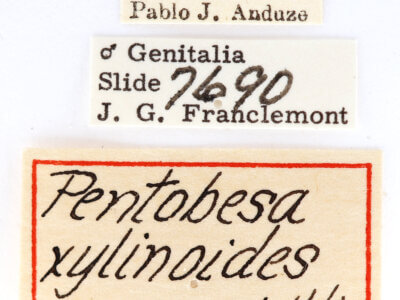 Pablo J. Anduze
♂ Genitalia
Slide 7690
J. G. Franclemont
Pentobesa
xylinoides